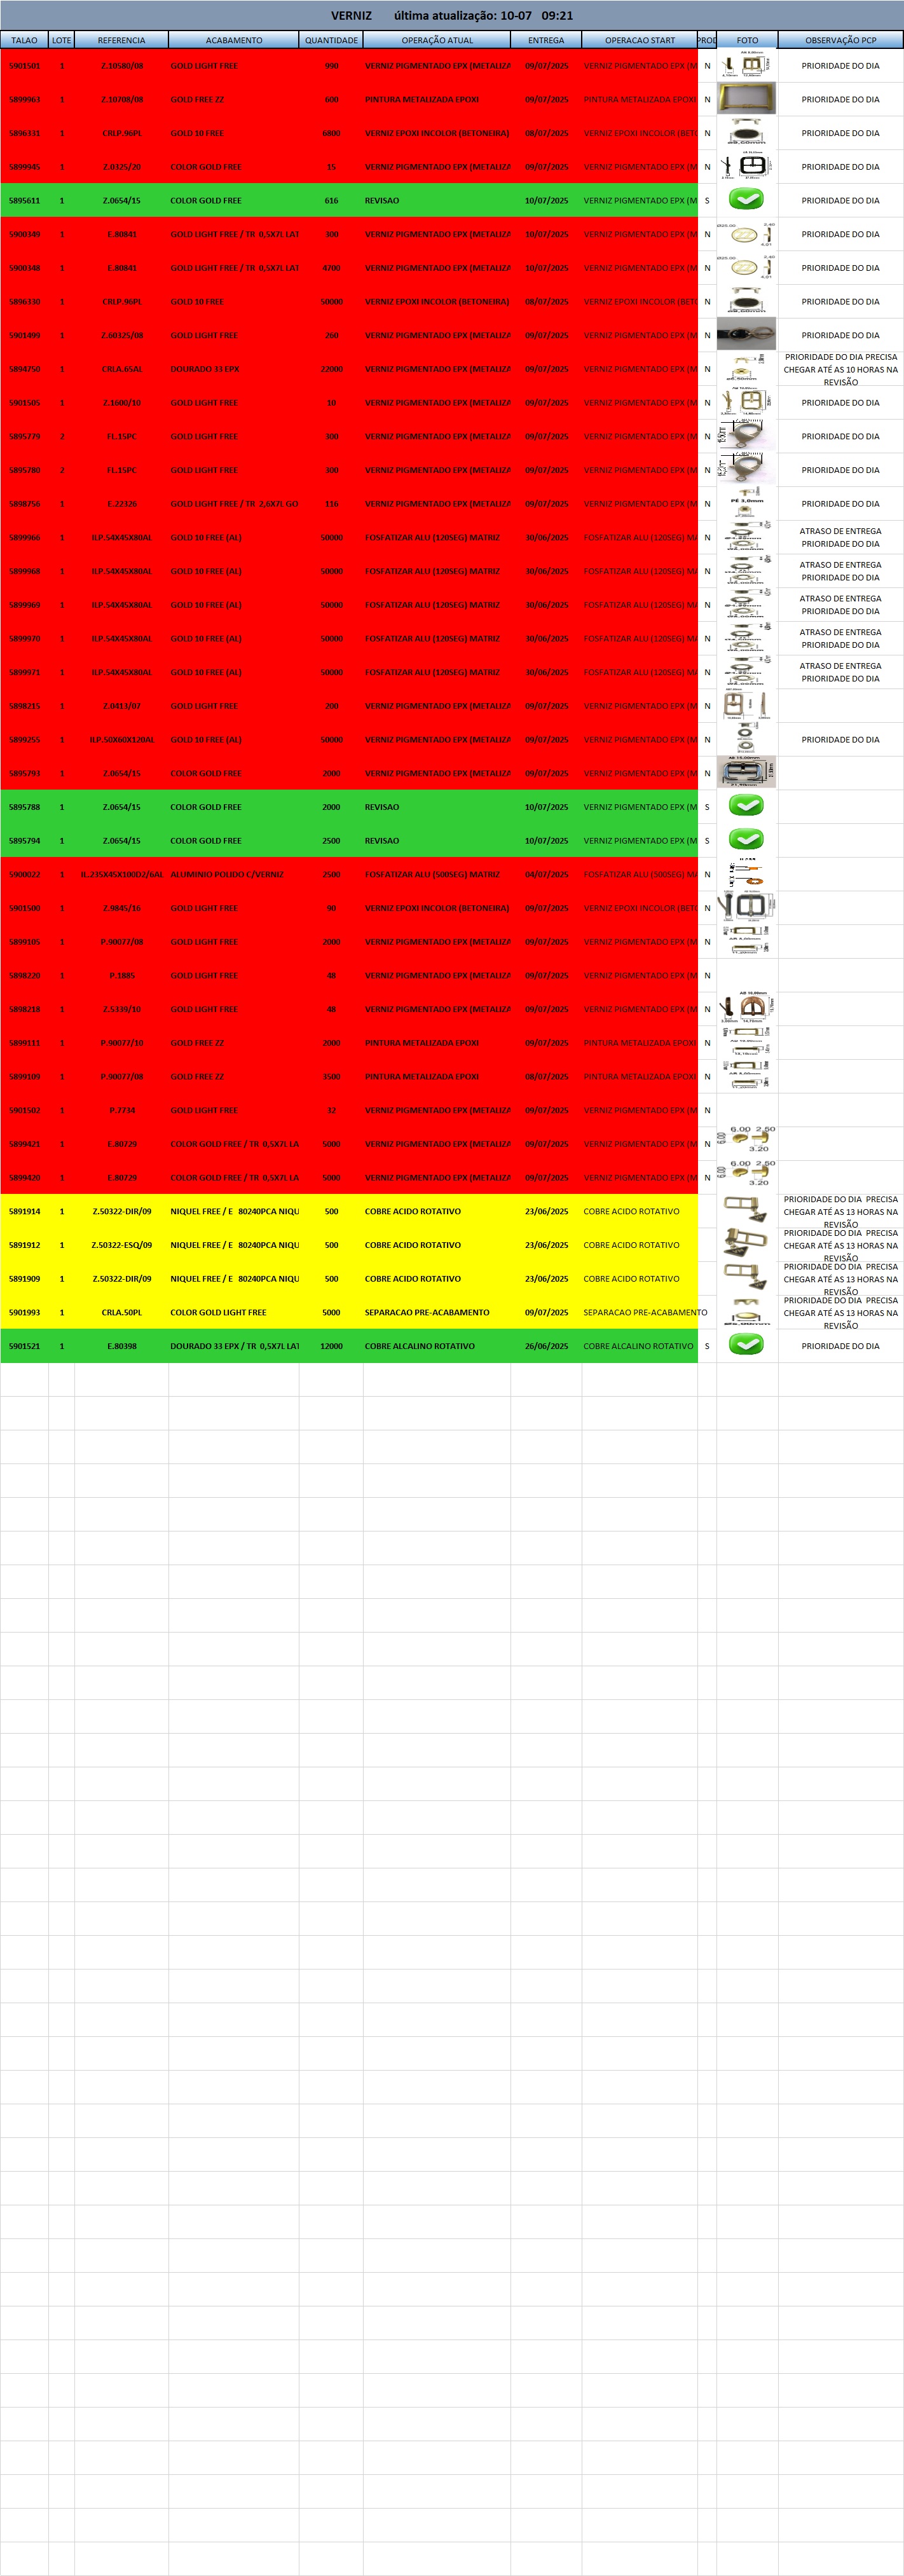 VERNIZ última atualização: 10-07 09:21
TALAO LOTE REFERENCIA ACABAMENTO QUANTIDADE OPERAÇÃO ATUAL ENTREGA OPERACAO START PROD FOTO OBSERVAÇÃO PCP
5901501 1 Z.10580/08 GOLD LIGHT FREE 990 VERNIZ PIGMENTADO EPX (METALIZA 09/07/2025 VERNIZ PIGMENTADO EPX (M N PRIORIDADE DO DIA
5899963 1 Z.10708/08 GOLD FREE ZZ 600 PINTURA METALIZADA EPOXI 09/07/2025 PINTURA METALIZADA EPOXI N PRIORIDADE DO DIA
5896331 1 CRLP.96PL GOLD 10 FREE 6800 VERNIZ EPOXI INCOLOR (BETONEIRA) 08/07/2025 VERNIZ EPOXI INCOLOR (BETO N PRIORIDADE DO DIA
5899945 1 Z.0325/20 COLOR GOLD FREE 15 VERNIZ PIGMENTADO EPX (METALIZA 09/07/2025 VERNIZ PIGMENTADO EPX (M N PRIORIDADE DO DIA
5895611 1 Z.0654/15 COLOR GOLD FREE 616 REVISAO 10/07/2025 VERNIZ PIGMENTADO EPX (M S PRIORIDADE DO DIA
5900349 1 E.80841 GOLD LIGHT FREE / TR 0,5X7L LAT 300 VERNIZ PIGMENTADO EPX (METALIZA 10/07/2025 VERNIZ PIGMENTADO EPX (M N PRIORIDADE DO DIA
5900348 1 E.80841 GOLD LIGHT FREE / TR 0,5X7L LAT 4700 VERNIZ PIGMENTADO EPX (METALIZA 10/07/2025 VERNIZ PIGMENTADO EPX (M N PRIORIDADE DO DIA
5896330 1 CRLP.96PL GOLD 10 FREE 50000 VERNIZ EPOXI INCOLOR (BETONEIRA) 08/07/2025 VERNIZ EPOXI INCOLOR (BETO N PRIORIDADE DO DIA
5901499 1 Z.60325/08 GOLD LIGHT FREE 260 VERNIZ PIGMENTADO EPX (METALIZA 09/07/2025 VERNIZ PIGMENTADO EPX (M N PRIORIDADE DO DIA
5894750 1 CRLA.65AL DOURADO 33 EPX 22000 VERNIZ PIGMENTADO EPX (METALIZA 09/07/2025 VERNIZ PIGMENTADO EPX (M N PRIORIDADE DO DIA PRECISA CHEGAR ATÉ AS 10 HORAS NA REVISÃO
5901505 1 Z.1600/10 GOLD LIGHT FREE 10 VERNIZ PIGMENTADO EPX (METALIZA 09/07/2025 VERNIZ PIGMENTADO EPX (M N PRIORIDADE DO DIA
5895779 2 FL.15PC GOLD LIGHT FREE 300 VERNIZ PIGMENTADO EPX (METALIZA 09/07/2025 VERNIZ PIGMENTADO EPX (M N PRIORIDADE DO DIA
5895780 2 FL.15PC GOLD LIGHT FREE 300 VERNIZ PIGMENTADO EPX (METALIZA 09/07/2025 VERNIZ PIGMENTADO EPX (M N PRIORIDADE DO DIA
5898756 1 E.22326 GOLD LIGHT FREE / TR 2,6X7L GO 116 VERNIZ PIGMENTADO EPX (METALIZA 09/07/2025 VERNIZ PIGMENTADO EPX (M N PRIORIDADE DO DIA
5899966 1 ILP.54X45X80AL GOLD 10 FREE (AL) 50000 FOSFATIZAR ALU (120SEG) MATRIZ 30/06/2025 FOSFATIZAR ALU (120SEG) MA N ATRASO DE ENTREGA PRIORIDADE DO DIA
5899968 1 ILP.54X45X80AL GOLD 10 FREE (AL) 50000 FOSFATIZAR ALU (120SEG) MATRIZ 30/06/2025 FOSFATIZAR ALU (120SEG) MA N ATRASO DE ENTREGA PRIORIDADE DO DIA
5899969 1 ILP.54X45X80AL GOLD 10 FREE (AL) 50000 FOSFATIZAR ALU (120SEG) MATRIZ 30/06/2025 FOSFATIZAR ALU (120SEG) MA N ATRASO DE ENTREGA PRIORIDADE DO DIA
5899970 1 ILP.54X45X80AL GOLD 10 FREE (AL) 50000 FOSFATIZAR ALU (120SEG) MATRIZ 30/06/2025 FOSFATIZAR ALU (120SEG) MA N ATRASO DE ENTREGA PRIORIDADE DO DIA
5899971 1 ILP.54X45X80AL GOLD 10 FREE (AL) 50000 FOSFATIZAR ALU (120SEG) MATRIZ 30/06/2025 FOSFATIZAR ALU (120SEG) MA N ATRASO DE ENTREGA PRIORIDADE DO DIA
5898215 1 Z.0413/07 GOLD LIGHT FREE 200 VERNIZ PIGMENTADO EPX (METALIZA 09/07/2025 VERNIZ PIGMENTADO EPX (M N
5899255 1 ILP.50X60X120AL GOLD 10 FREE (AL) 50000 VERNIZ PIGMENTADO EPX (METALIZA 09/07/2025 VERNIZ PIGMENTADO EPX (M N PRIORIDADE DO DIA
5895793 1 Z.0654/15 COLOR GOLD FREE 2000 VERNIZ PIGMENTADO EPX (METALIZA 09/07/2025 VERNIZ PIGMENTADO EPX (M N
5895788 1 Z.0654/15 COLOR GOLD FREE 2000 REVISAO 10/07/2025 VERNIZ PIGMENTADO EPX (M S
5895794 1 Z.0654/15 COLOR GOLD FREE 2500 REVISAO 10/07/2025 VERNIZ PIGMENTADO EPX (M S
5900022 1 IL.235X45X100D2/6AL ALUMINIO POLIDO C/VERNIZ 2500 FOSFATIZAR ALU (500SEG) MATRIZ 04/07/2025 FOSFATIZAR ALU (500SEG) MA N
5901500 1 Z.9845/16 GOLD LIGHT FREE 90 VERNIZ EPOXI INCOLOR (BETONEIRA) 09/07/2025 VERNIZ EPOXI INCOLOR (BETO N
5899105 1 P.90077/08 GOLD LIGHT FREE 2000 VERNIZ PIGMENTADO EPX (METALIZA 09/07/2025 VERNIZ PIGMENTADO EPX (M N
5898220 1 P.1885 GOLD LIGHT FREE 48 VERNIZ PIGMENTADO EPX (METALIZA 09/07/2025 VERNIZ PIGMENTADO EPX (M N
5898218 1 Z.5339/10 GOLD LIGHT FREE 48 VERNIZ PIGMENTADO EPX (METALIZA 09/07/2025 VERNIZ PIGMENTADO EPX (M N
5899111 1 P.90077/10 GOLD FREE ZZ 2000 PINTURA METALIZADA EPOXI 09/07/2025 PINTURA METALIZADA EPOXI N
5899109 1 P.90077/08 GOLD FREE ZZ 3500 PINTURA METALIZADA EPOXI 08/07/2025 PINTURA METALIZADA EPOXI N
5901502 1 P.7734 GOLD LIGHT FREE 32 VERNIZ PIGMENTADO EPX (METALIZA 09/07/2025 VERNIZ PIGMENTADO EPX (M N
5899421 1 E.80729 COLOR GOLD FREE / TR 0,5X7L LA 5000 VERNIZ PIGMENTADO EPX (METALIZA 09/07/2025 VERNIZ PIGMENTADO EPX (M N 6.00 6.00 2.50 3.20
5899420 1 E.80729 COLOR GOLD FREE / TR 0,5X7L LA 5000 VERNIZ PIGMENTADO EPX (METALIZA 09/07/2025 VERNIZ PIGMENTADO EPX (M N 6.00 6.00 2.50 3.20
5891914 1 Z.50322-DIR/09 NIQUEL FREE / E 80240PCA NIQU 500 COBRE ACIDO ROTATIVO 23/06/2025 COBRE ACIDO ROTATIVO PRIORIDADE DO DIA PRECISA CHEGAR ATÉ AS 13 HORAS NA REVISÃO
5891912 1 Z.50322-ESQ/09 NIQUEL FREE / E 80240PCA NIQU 500 COBRE ACIDO ROTATIVO 23/06/2025 COBRE ACIDO ROTATIVO PRIORIDADE DO DIA PRECISA CHEGAR ATÉ AS 13 HORAS NA REVISÃO
5891909 1 Z.50322-DIR/09 NIQUEL FREE / E 80240PCA NIQU 500 COBRE ACIDO ROTATIVO 23/06/2025 COBRE ACIDO ROTATIVO PRIORIDADE DO DIA PRECISA CHEGAR ATÉ AS 13 HORAS NA REVISÃO
5901993 1 CRLA.50PL COLOR GOLD LIGHT FREE 5000 SEPARACAO PRE-ACABAMENTO 09/07/2025 SEPARACAO PRE-ACABAMENTO PRIORIDADE DO DIA PRECISA CHEGAR ATÉ AS 13 HORAS NA REVISÃO
5901521 1 E.80398 DOURADO 33 EPX / TR 0,5X7L LAT 12000 COBRE ALCALINO ROTATIVO 26/06/2025 COBRE ALCALINO ROTATIVO S PRIORIDADE DO DIA